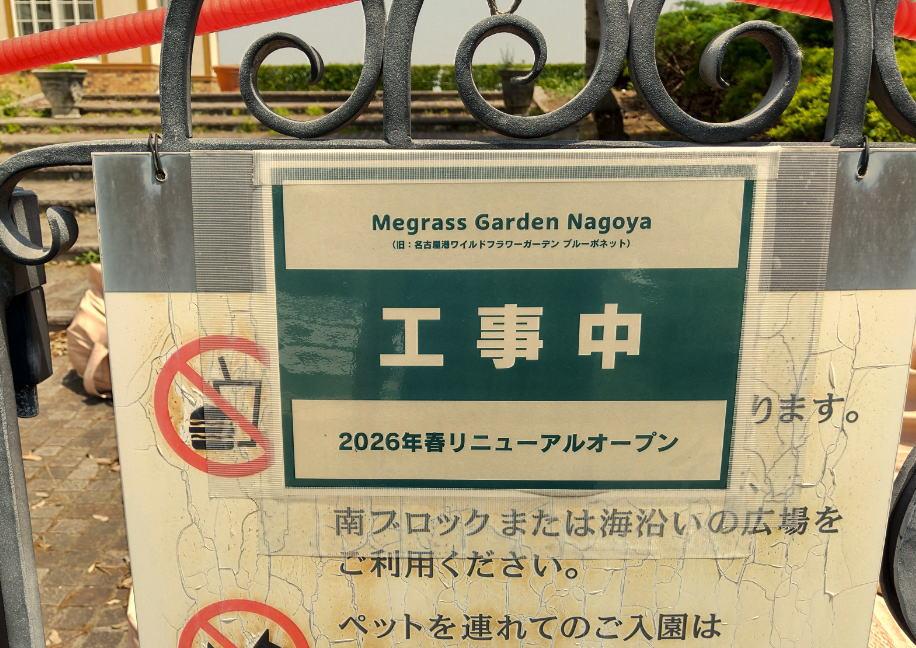 Megrass Garden Nagoya
(旧：名古屋港ワイルドフラワーガーデン ブルーボネット)
工事中
2026年春リニューアルオープン
ります。
南ブロックまたは海沿いの広場を
ご利用ください。
ペットを連れてのご入園は